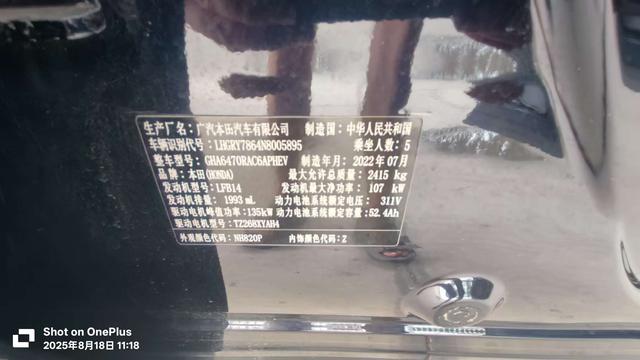 生产厂名：广汽本田汽车有限公司 制造国：中华人民共和国
车辆识别代号：LHGRY7864N8005895 乘坐人数：5
整车型号：GHA6470RAC6APHEV 制造年月：2022年07月
品牌：本田(HONDA) 最大允许总质量：2415 kg
发动机型号：LFB14 发动机最大净功率：107 kW
发动机排量：1993 mL 动力电池系统额定电压：311V
驱动电机峰值功率：135kW 动力电池系统额定容量：52.4Ah
驱动电机型号：TZ268XYAH4
外观颜色代码：NH820P 内饰颜色代码：Z
Shot on OnePlus
2025年8月18日 11:18